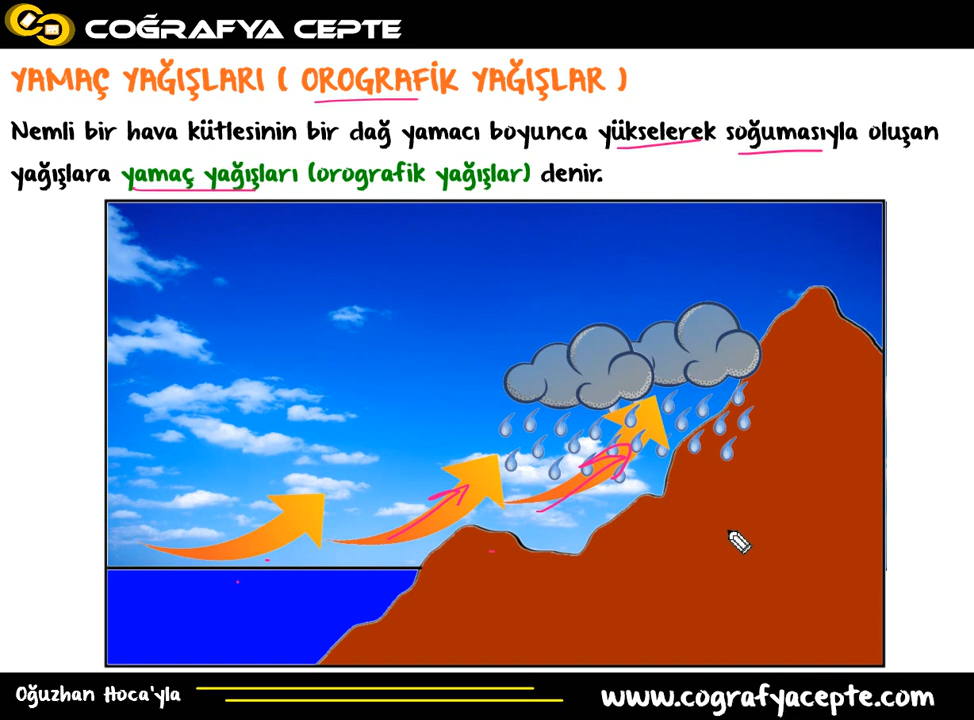 COĞRAFYA CEPTE
YAMAÇ YAĞIŞLARI ( OROGRAFİK YAĞIŞLAR )
Nemli bir hava kütlesinin bir dağ yamacı boyunca yükselerek soğumasıyla oluşan
yağışlara yamaç yağışları (orografik yağışlar) denir.
Oğuzhan Hoca'yla
www.cografyacepte.com